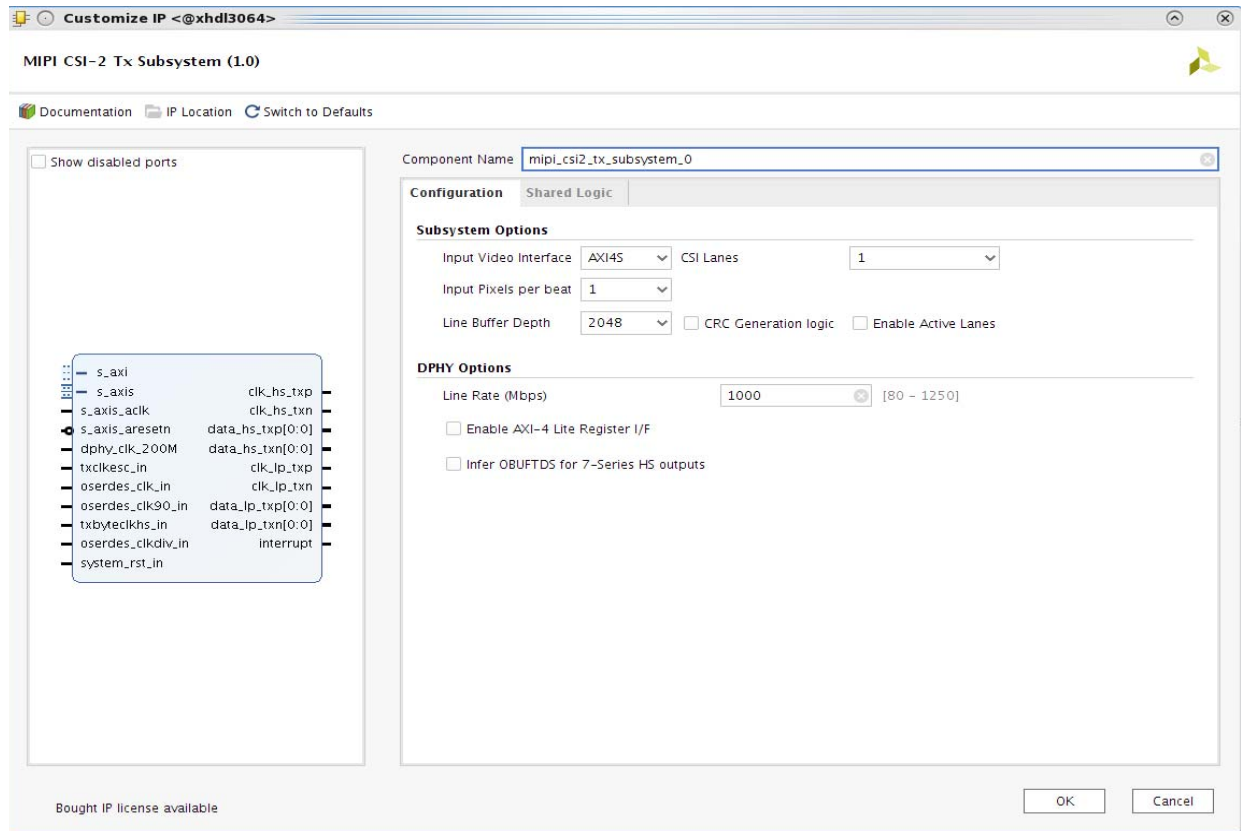 Customize IP <@xhdl3064>
MIPI CSI-2 Tx Subsystem (1.0)
Documentation IP Location Switch to Defaults
Show disabled ports
s_axi
s_axis
s_axis_aclk
s_axis_aresetn
dphy_clk_200M
txclkesc_in
oserdes_clk_in
oserdes_clk90_in
txbyteclkhs_in
oserdes_clkdiv_in
system_rst_in
clk_hs_txp
clk_hs_txn
data_hs_txp[0:0]
data_hs_txn[0:0]
clk_lp_txp
clk_lp_txn
data_lp_txp[0:0]
data_lp_txn[0:0]
interrupt
Component Name mipi_csi2_tx_subsystem_0
Configuration Shared Logic
Subsystem Options
Input Video Interface AXI4S CSI Lanes 1
Input Pixels per beat 1
Line Buffer Depth 2048 CRC Generation logic Enable Active Lanes
DPHY Options
Line Rate (Mbps) 1000 [80 - 1250]
Enable AXI-4 Lite Register I/F
Infer OBUFTDS for 7-Series HS outputs
Bought IP license available
OK Cancel